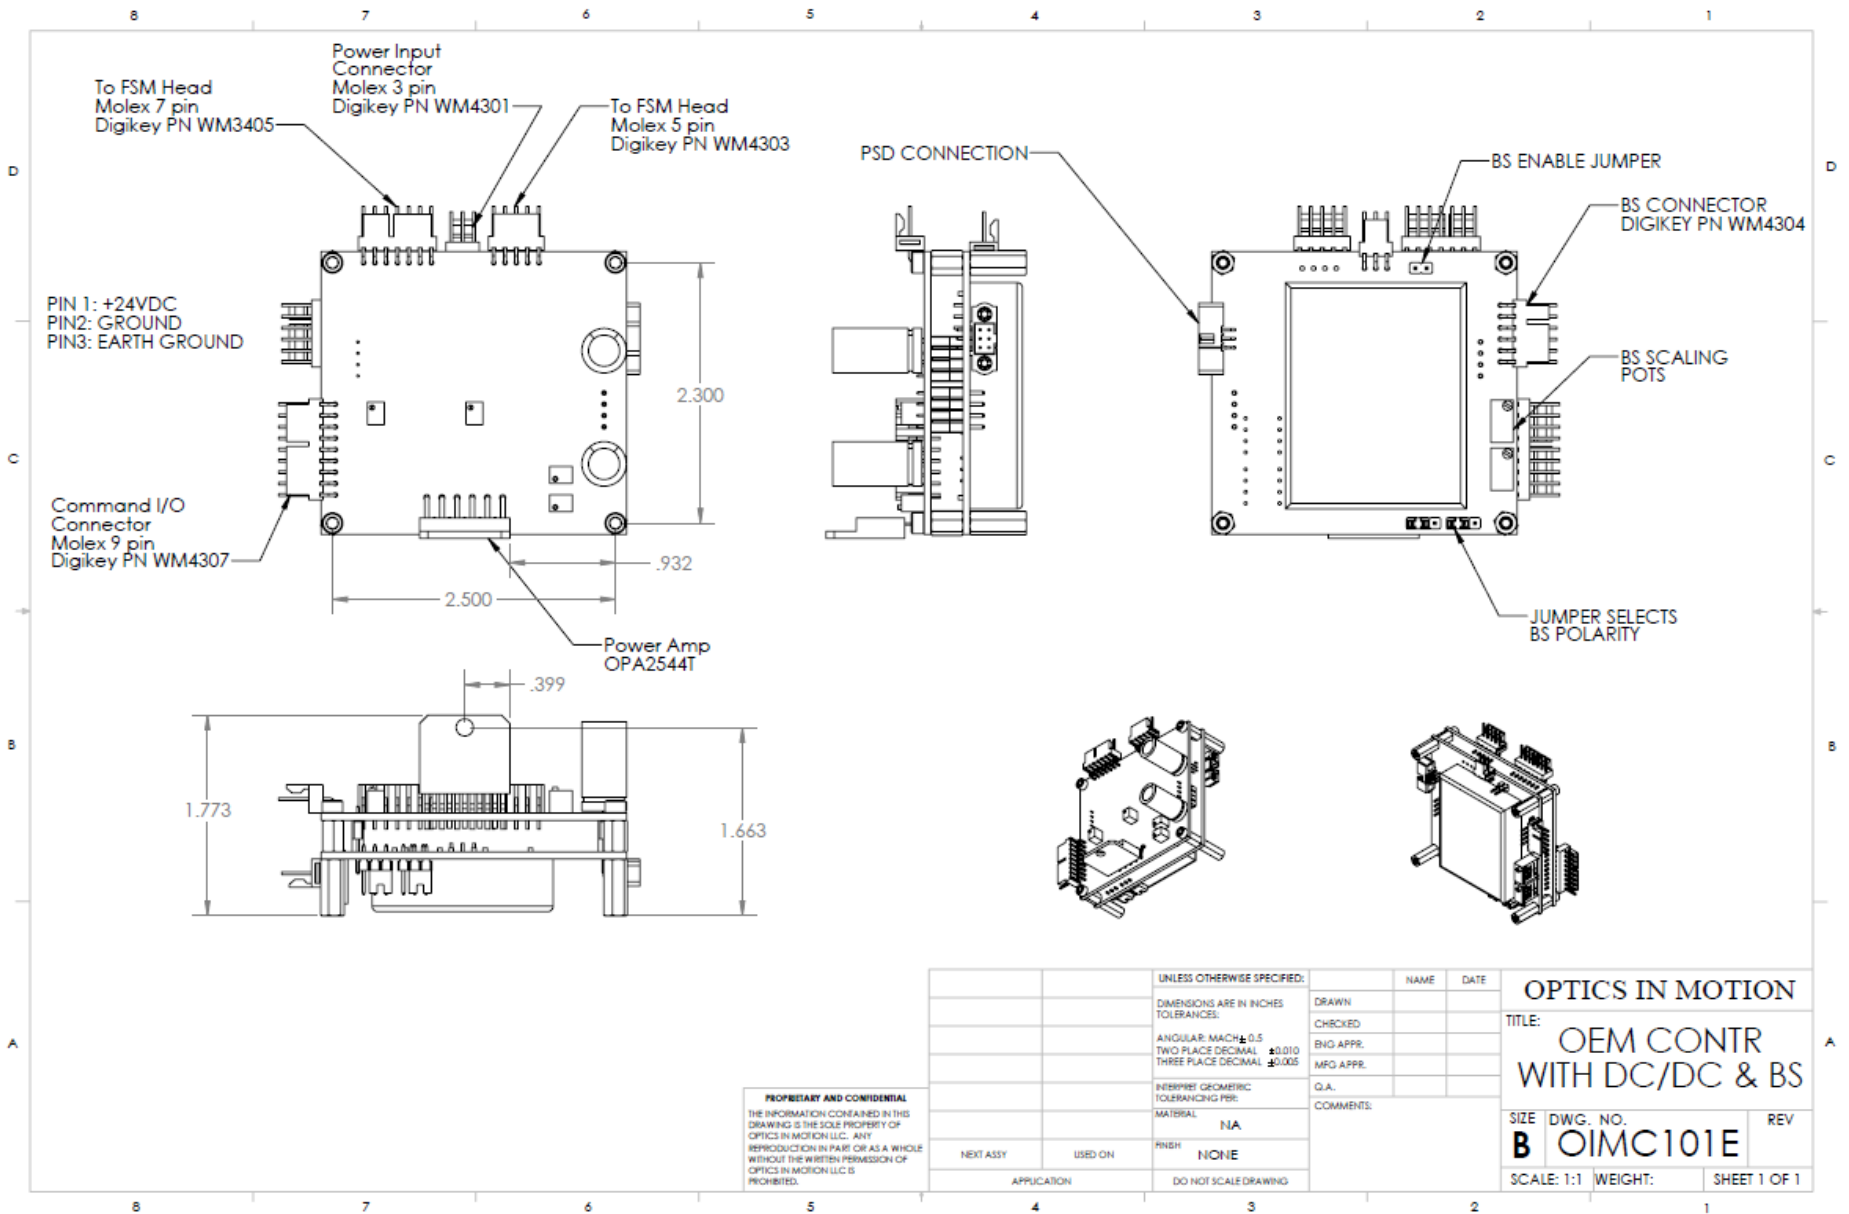 8 7 6 5 4 3 2 1
Power Input
Connector
Molex 3 pin
Digikey PN WM4301
To FSM Head
Molex 7 pin
Digikey PN WM3405
To FSM Head
Molex 5 pin
Digikey PN WM4303
D
D
PSD CONNECTION
BS ENABLE JUMPER
BS CONNECTOR
DIGIKEY PN WM4304
PIN 1: +24VDC
PIN2: GROUND
PIN3: EARTH GROUND
2.300
BS SCALING
POTS
C
C
Command I/O
Connector
Molex 9 pin
Digikey PN WM4307
.932
2.500
JUMPER SELECTS
BS POLARITY
Power Amp
OPA2544T
.399
B
B
1.773
1.663
A
A
UNLESS OTHERWISE SPECIFIED:
DIMENSIONS ARE IN INCHES
TOLERANCES:
ANGULAR: MACH± 0.5
TWO PLACE DECIMAL ±0.010
THREE PLACE DECIMAL ±0.005
INTERPRET GEOMETRIC
TOLERANCING PER:
MATERIAL
NA
FINISH
NONE
DO NOT SCALE DRAWING
NAME DATE
DRAWN
CHECKED
ENG APPR.
MFG APPR.
Q.A.
COMMENTS:
OPTICS IN MOTION
TITLE:
OEM CONTR
WITH DC/DC & BS
SIZE DWG. NO. REV
B OIMC101E
SCALE: 1:1 WEIGHT: SHEET 1 OF 1
PROPRIETARY AND CONFIDENTIAL
THE INFORMATION CONTAINED IN THIS
DRAWING IS THE SOLE PROPERTY OF
OPTICS IN MOTION LLC. ANY
REPRODUCTION IN PART OR AS A WHOLE
WITHOUT THE WRITTEN PERMISSION OF
OPTICS IN MOTION LLC IS
PROHIBITED.
NEXT ASSY USED ON
APPLICATION
8 7 6 5 4 3 2 1